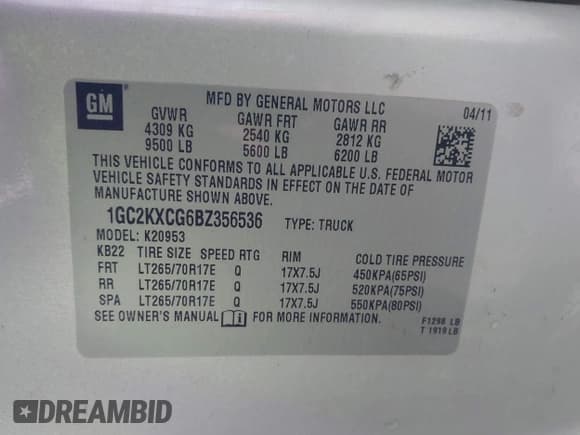 GM
MFD BY GENERAL MOTORS LLC
04/11
GVWR GAWR FRT GAWR RR
4309 KG 2540 KG 2812 KG
9500 LB 5600 LB 6200 LB
THIS VEHICLE CONFORMS TO ALL APPLICABLE U.S. FEDERAL MOTOR
VEHICLE SAFETY STANDARDS IN EFFECT ON THE DATE OF
MANUFACTURE SHOWN ABOVE.
1GC2KXCG6BZ356536 TYPE: TRUCK
MODEL: K20953
KB22 TIRE SIZE SPEED RTG RIM COLD TIRE PRESSURE
FRT LT265/70R17E Q 17X7.5J 450KPA(65PSI)
RR LT265/70R17E Q 17X7.5J 520KPA(75PSI)
SPA LT265/70R17E Q 17X7.5J 550KPA(80PSI)
SEE OWNER'S MANUAL FOR MORE INFORMATION.
F1298 LB
T 1919 LB
DREAMBID